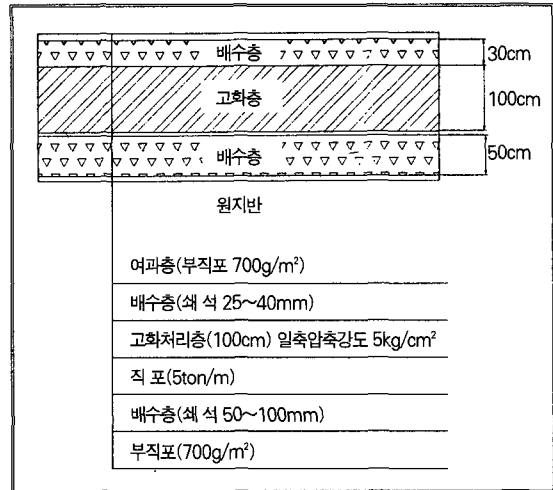 배수층
30cm
고화층
100cm
배수층
50cm
원지반
여과층(부직포 700g/m²)
배수층(쇄 석 25~40mm)
고화처리층(100cm) 일축압축강도 5kg/cm²
직 포(5ton/m)
배수층(쇄 석 50~100mm)
부직포(700g/m²)